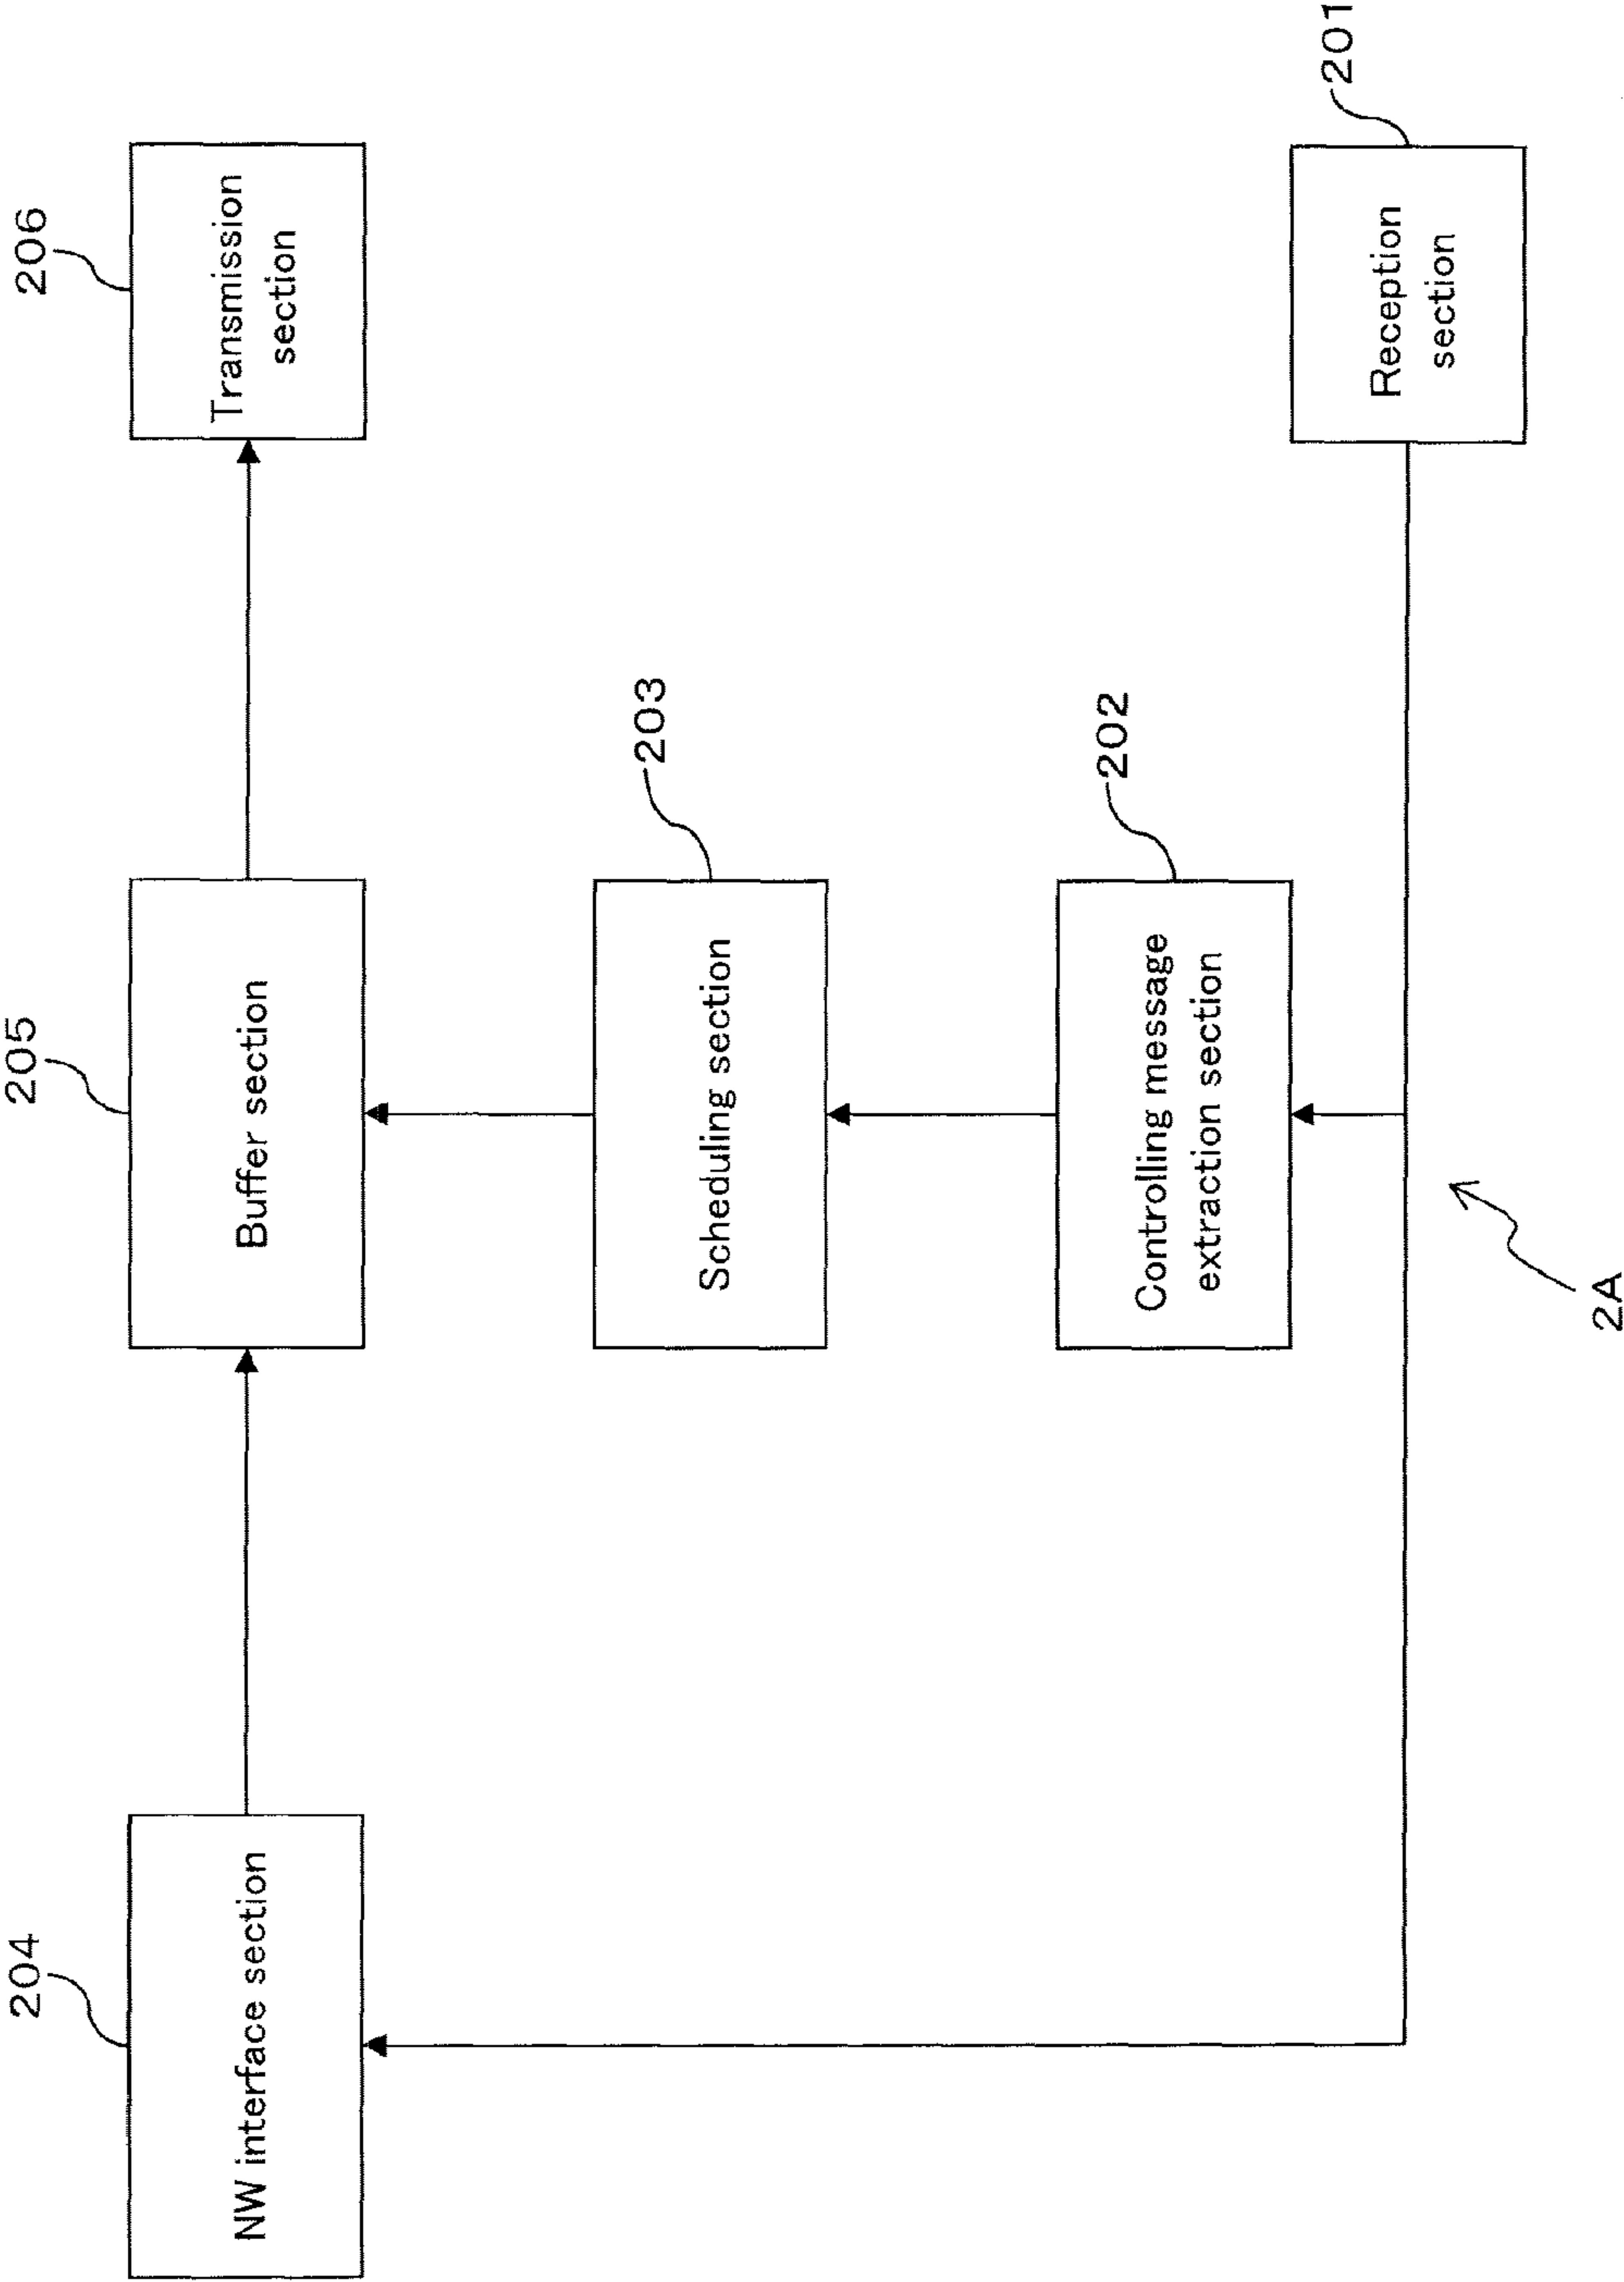 204
205
206
NW interface section
Buffer section
Transmission
section
203
Scheduling section
202
Controlling message
extraction section
201
Reception
section
2A